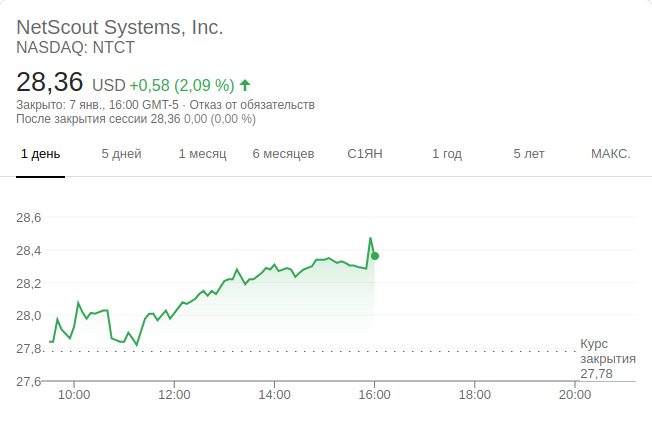 NetScout Systems, Inc.
NASDAQ: NTCT
28,36 USD +0,58 (2,09 %)
Закрыто: 7 янв., 16:00 GMT-5 · Отказ от обязательств
После закрытия сессии 28,36 0,00 (0,00 %)
1 день 5 дней 1 месяц 6 месяцев С1ЯН 1 год 5 лет МАКС.
28,6
28,4
28,2
28,0
27,8
27,6
Курс
закрытия
27,78
10:00 12:00 14:00 16:00 18:00 20:00